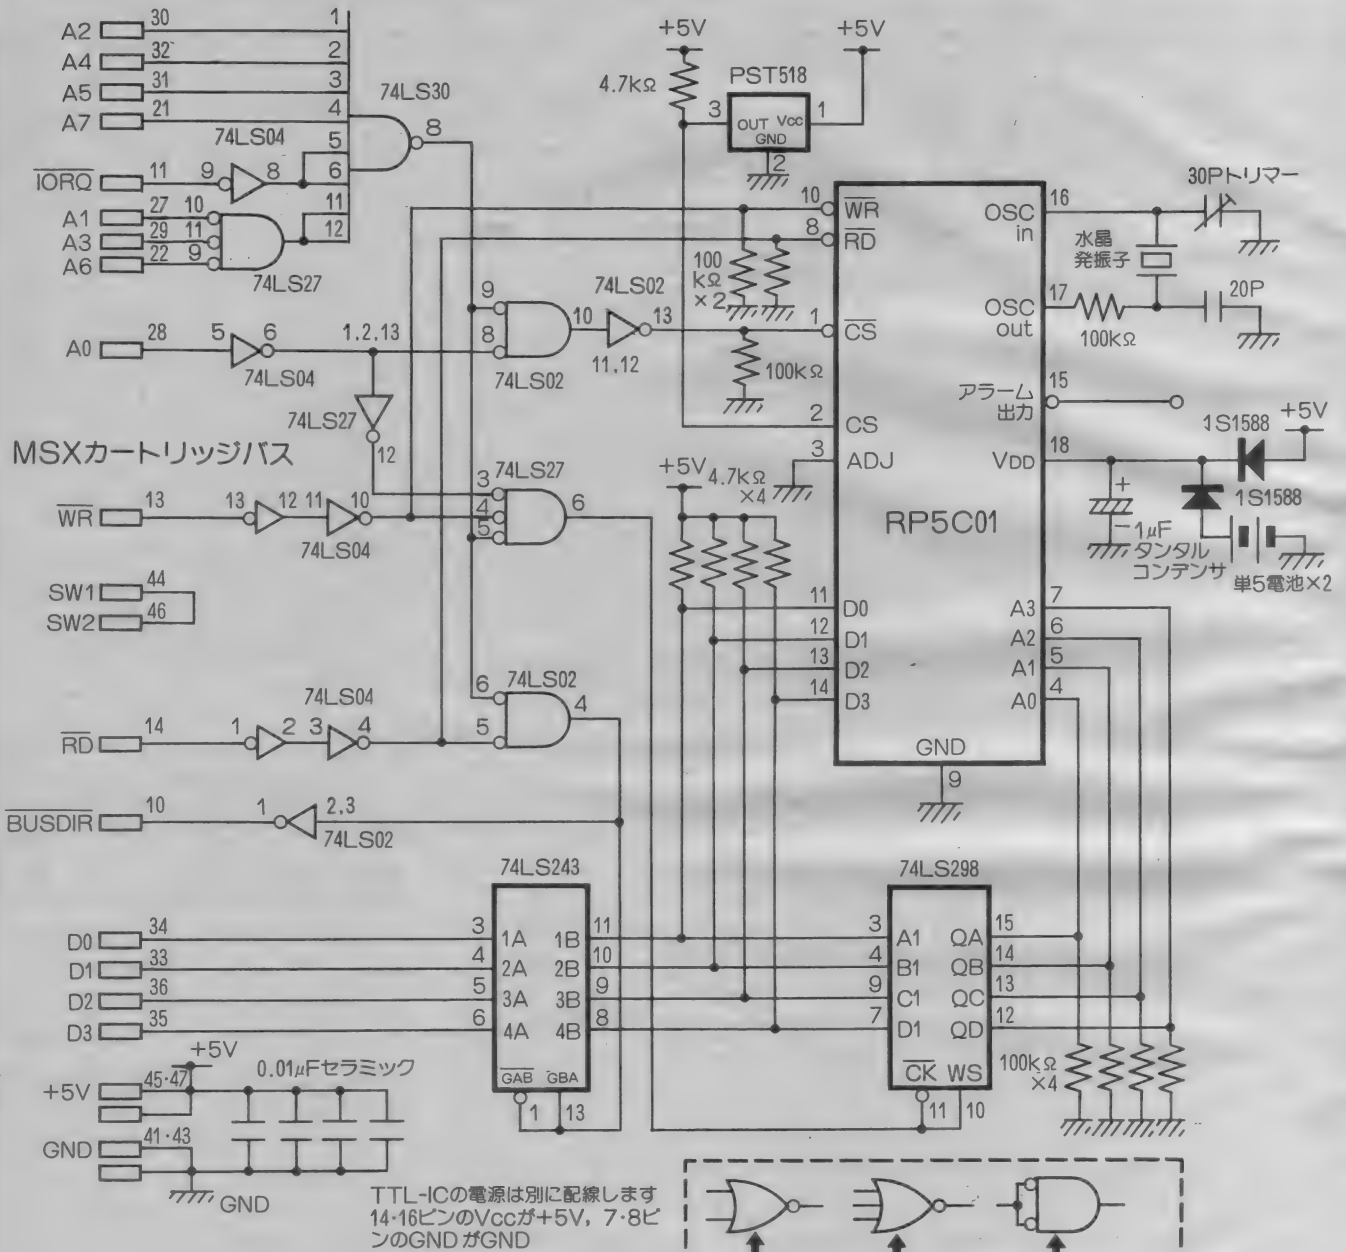 A2 30 1
A4 32 2
A5 31 3
A7 21 4
74LS04
74LS30
5
8
IORQ 11 9 8 6
A1 27 10 11
A3 29 11 12
A6 22 9
74LS27
A0 28 5 6
74LS04
1,2,13
74LS27
12
9
8
10
74LS02
74LS02
13
11,12
MSXカートリッジバス
WR 13 13 12 11 10
74LS04
3
4
5
74LS27
6
SW1 44
SW2 46
RD 14 1 2 3 4
74LS04
6
5
74LS02
4
BUSDIR 10 1 2,3
74LS02
+5V
4.7kΩ
PST518
+5V
3 OUT Vcc 1
GND
2
10 WR
8 RD
100
kΩ
×2
1 CS
100kΩ
2 CS
3 ADJ
RP5C01
+5V 4.7kΩ
×4
11 D0
12 D1
13 D2
14 D3
GND
9
OSC
in
16
30Pトリマー
水晶
発振子
OSC
out
17
100kΩ
20P
アラーム
出力
15
VDD 18
1S1588
+5V
1S1588
+
−
1μF
タンタル
コンデンサ
単5電池×2
A3 7
A2 6
A1 5
A0 4
74LS243
D0 34 3 1A 1B 11
D1 33 4 2A 2B 10
D2 36 5 3A 3B 9
D3 35 6 4A 4B 8
GAB GBA
1 13
74LS298
3 A1 QA 15
4 B1 QB 14
9 C1 QC 13
7 D1 QD 12
CK WS
11 10
100kΩ
×4
+5V
+5V 45・47
0.01μFセラミック
GND 41・43
GND
TTL-ICの電源は別に配線します
14・16ピンのVccが+5V, 7・8ピ
ンのGNDがGND